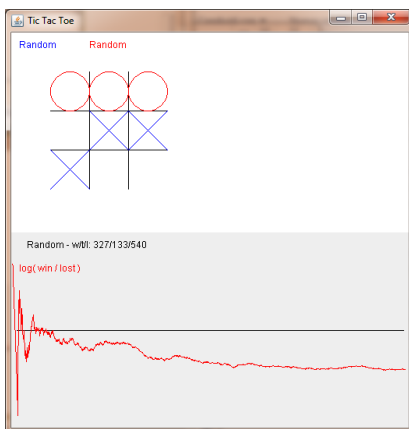 Tic Tac Toe
Random Random
Random - w/t/l: 327/133/540
log( win / lost )